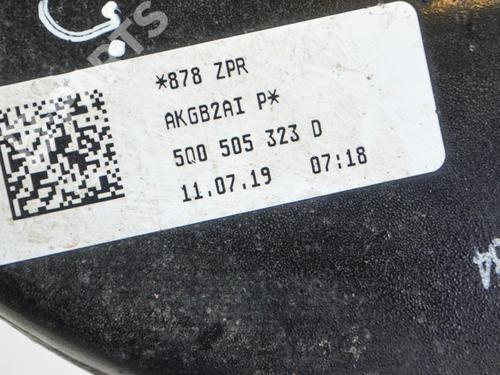 *878 ZPR
AKGB2AI P*
5Q0 505 323 D
11.07.19 07:18